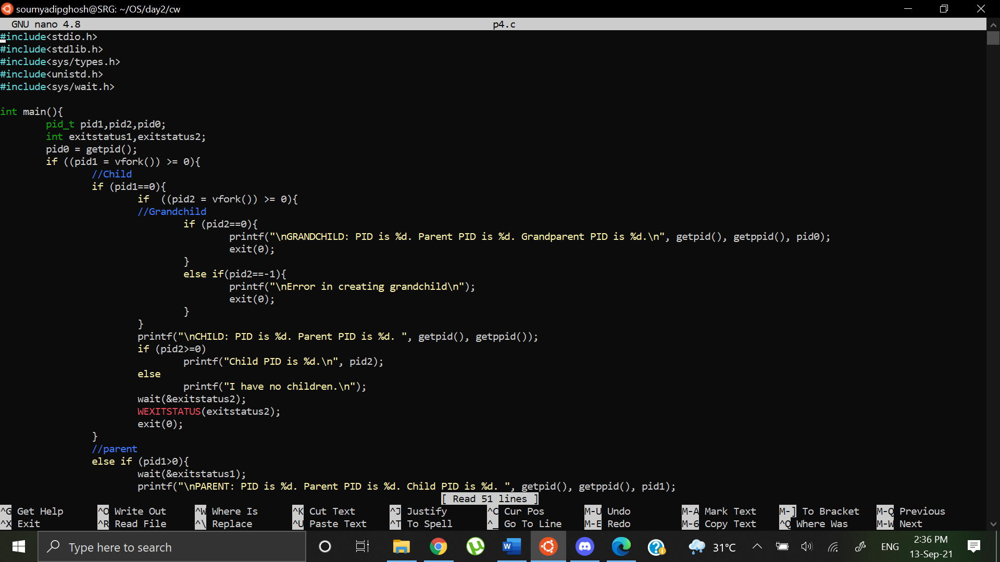 soumyadipghosh@SRG: ~/OS/day2/cw
GNU nano 4.8 p4.c
#include<stdio.h>
#include<stdlib.h>
#include<sys/types.h>
#include<unistd.h>
#include<sys/wait.h>
int main(){
pid_t pid1,pid2,pid0;
int exitstatus1,exitstatus2;
pid0 = getpid();
if ((pid1 = vfork()) >= 0){
//Child
if (pid1==0){
if  ((pid2 = vfork()) >= 0){
//Grandchild
if (pid2==0){
printf("\nGRANDCHILD: PID is %d. Parent PID is %d. Grandparent PID is %d.\n", getpid(), getppid(), pid0);
exit(0);
}
else if(pid2==-1){
printf("\nError in creating grandchild\n");
exit(0);
}
}
printf("\nCHILD: PID is %d. Parent PID is %d. ", getpid(), getppid());
if (pid2>=0)
printf("Child PID is %d.\n", pid2);
else
printf("I have no children.\n");
wait(&exitstatus2);
WEXITSTATUS(exitstatus2);
exit(0);
}
//parent
else if (pid1>0){
wait(&exitstatus1);
printf("\nPARENT: PID is %d. Parent PID is %d. Child PID is %d. ", getpid(), getppid(), pid1);
[ Read 51 lines ]
^G Get Help ^O Write Out ^W Where Is ^K Cut Text ^J Justify ^C Cur Pos M-U Undo M-A Mark Text M-] To Bracket M-Q Previous
^X Exit ^R Read File ^\ Replace ^U Paste Text ^T To Spell ^_ Go To Line M-E Redo M-6 Copy Text ^Q Where Was M-W Next
Type here to search
31°C
ENG
2:36 PM
13-Sep-21